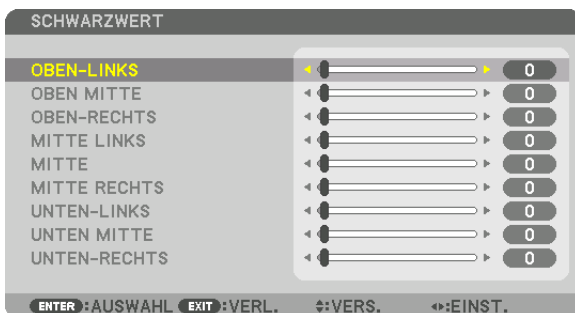 SCHWARZWERT
OBEN-LINKS 0
OBEN MITTE 0
OBEN-RECHTS 0
MITTE LINKS 0
MITTE 0
MITTE RECHTS 0
UNTEN-LINKS 0
UNTEN MITTE 0
UNTEN-RECHTS 0
ENTER:AUSWAHL EXIT:VERL. :VERS. :EINST.